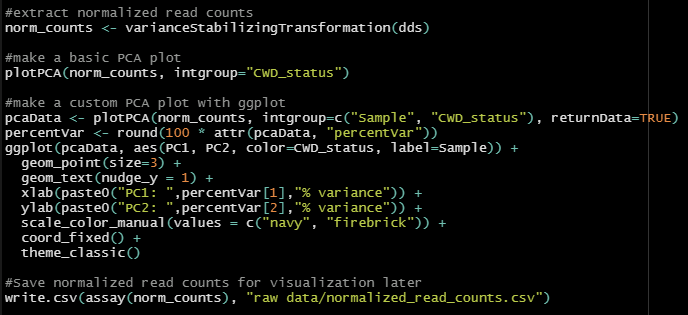 #extract normalized read counts
norm_counts <- varianceStabilizingTransformation(dds)

#make a basic PCA plot
plotPCA(norm_counts, intgroup="CWD_status")

#make a custom PCA plot with ggplot
pcaData <- plotPCA(norm_counts, intgroup=c("Sample", "CWD_status"), returnData=TRUE)
percentVar <- round(100 * attr(pcaData, "percentVar"))
ggplot(pcaData, aes(PC1, PC2, color=CWD_status, label=Sample)) +
  geom_point(size=3) +
  geom_text(nudge_y = 1) +
  xlab(paste0("PC1: ",percentVar[1],"% variance")) +
  ylab(paste0("PC2: ",percentVar[2],"% variance")) +
  scale_color_manual(values = c("navy", "firebrick")) +
  coord_fixed() +
  theme_classic()

#Save normalized read counts for visualization later
write.csv(assay(norm_counts), "raw data/normalized_read_counts.csv")